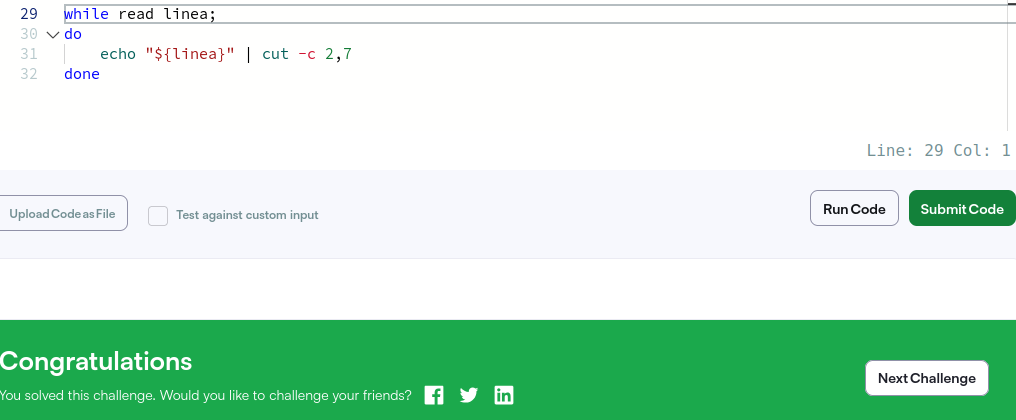 29 while read linea;
30 do
31 echo "${linea}" | cut -c 2,7
32 done
Line: 29 Col: 1
Upload Code as File
Test against custom input
Run Code
Submit Code
Congratulations
You solved this challenge. Would you like to challenge your friends?
Next Challenge